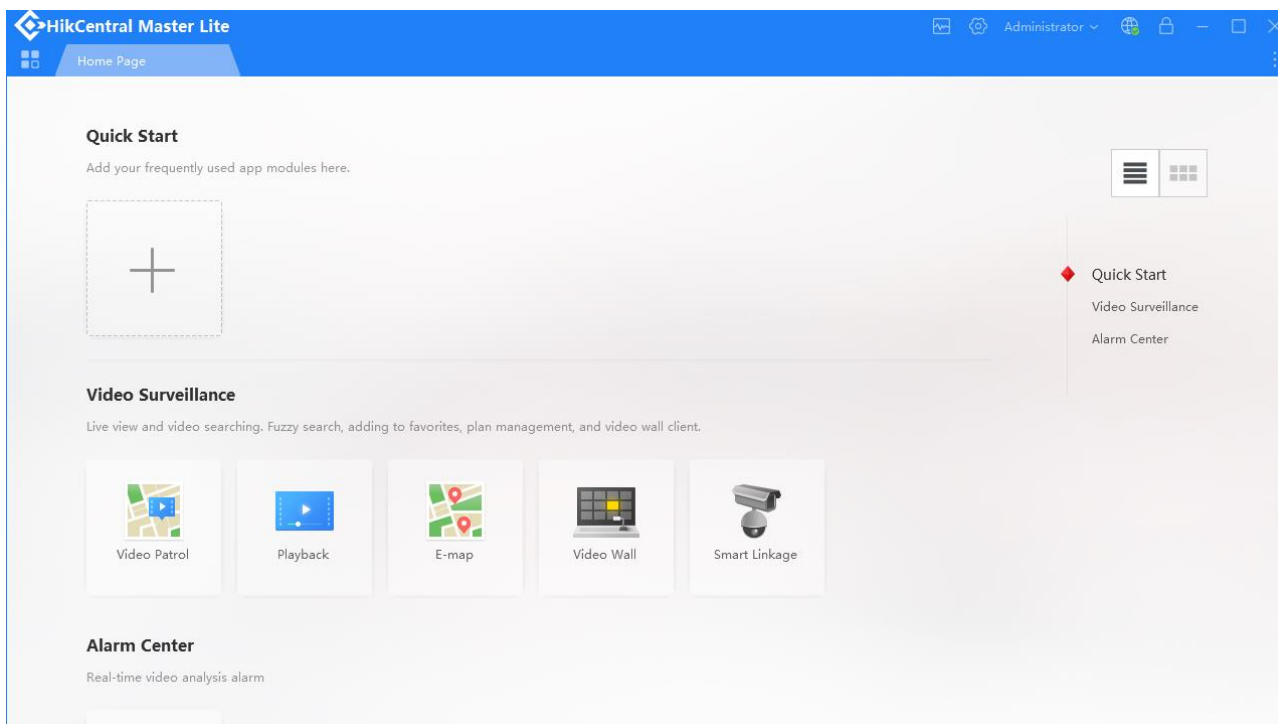 HikCentral Master Lite
Administrator
Home Page
Quick Start
Add your frequently used app modules here.
Quick Start
Video Surveillance
Alarm Center
Video Surveillance
Live view and video searching. Fuzzy search, adding to favorites, plan management, and video wall client.
Video Patrol
Playback
E-map
Video Wall
Smart Linkage
Alarm Center
Real-time video analysis alarm